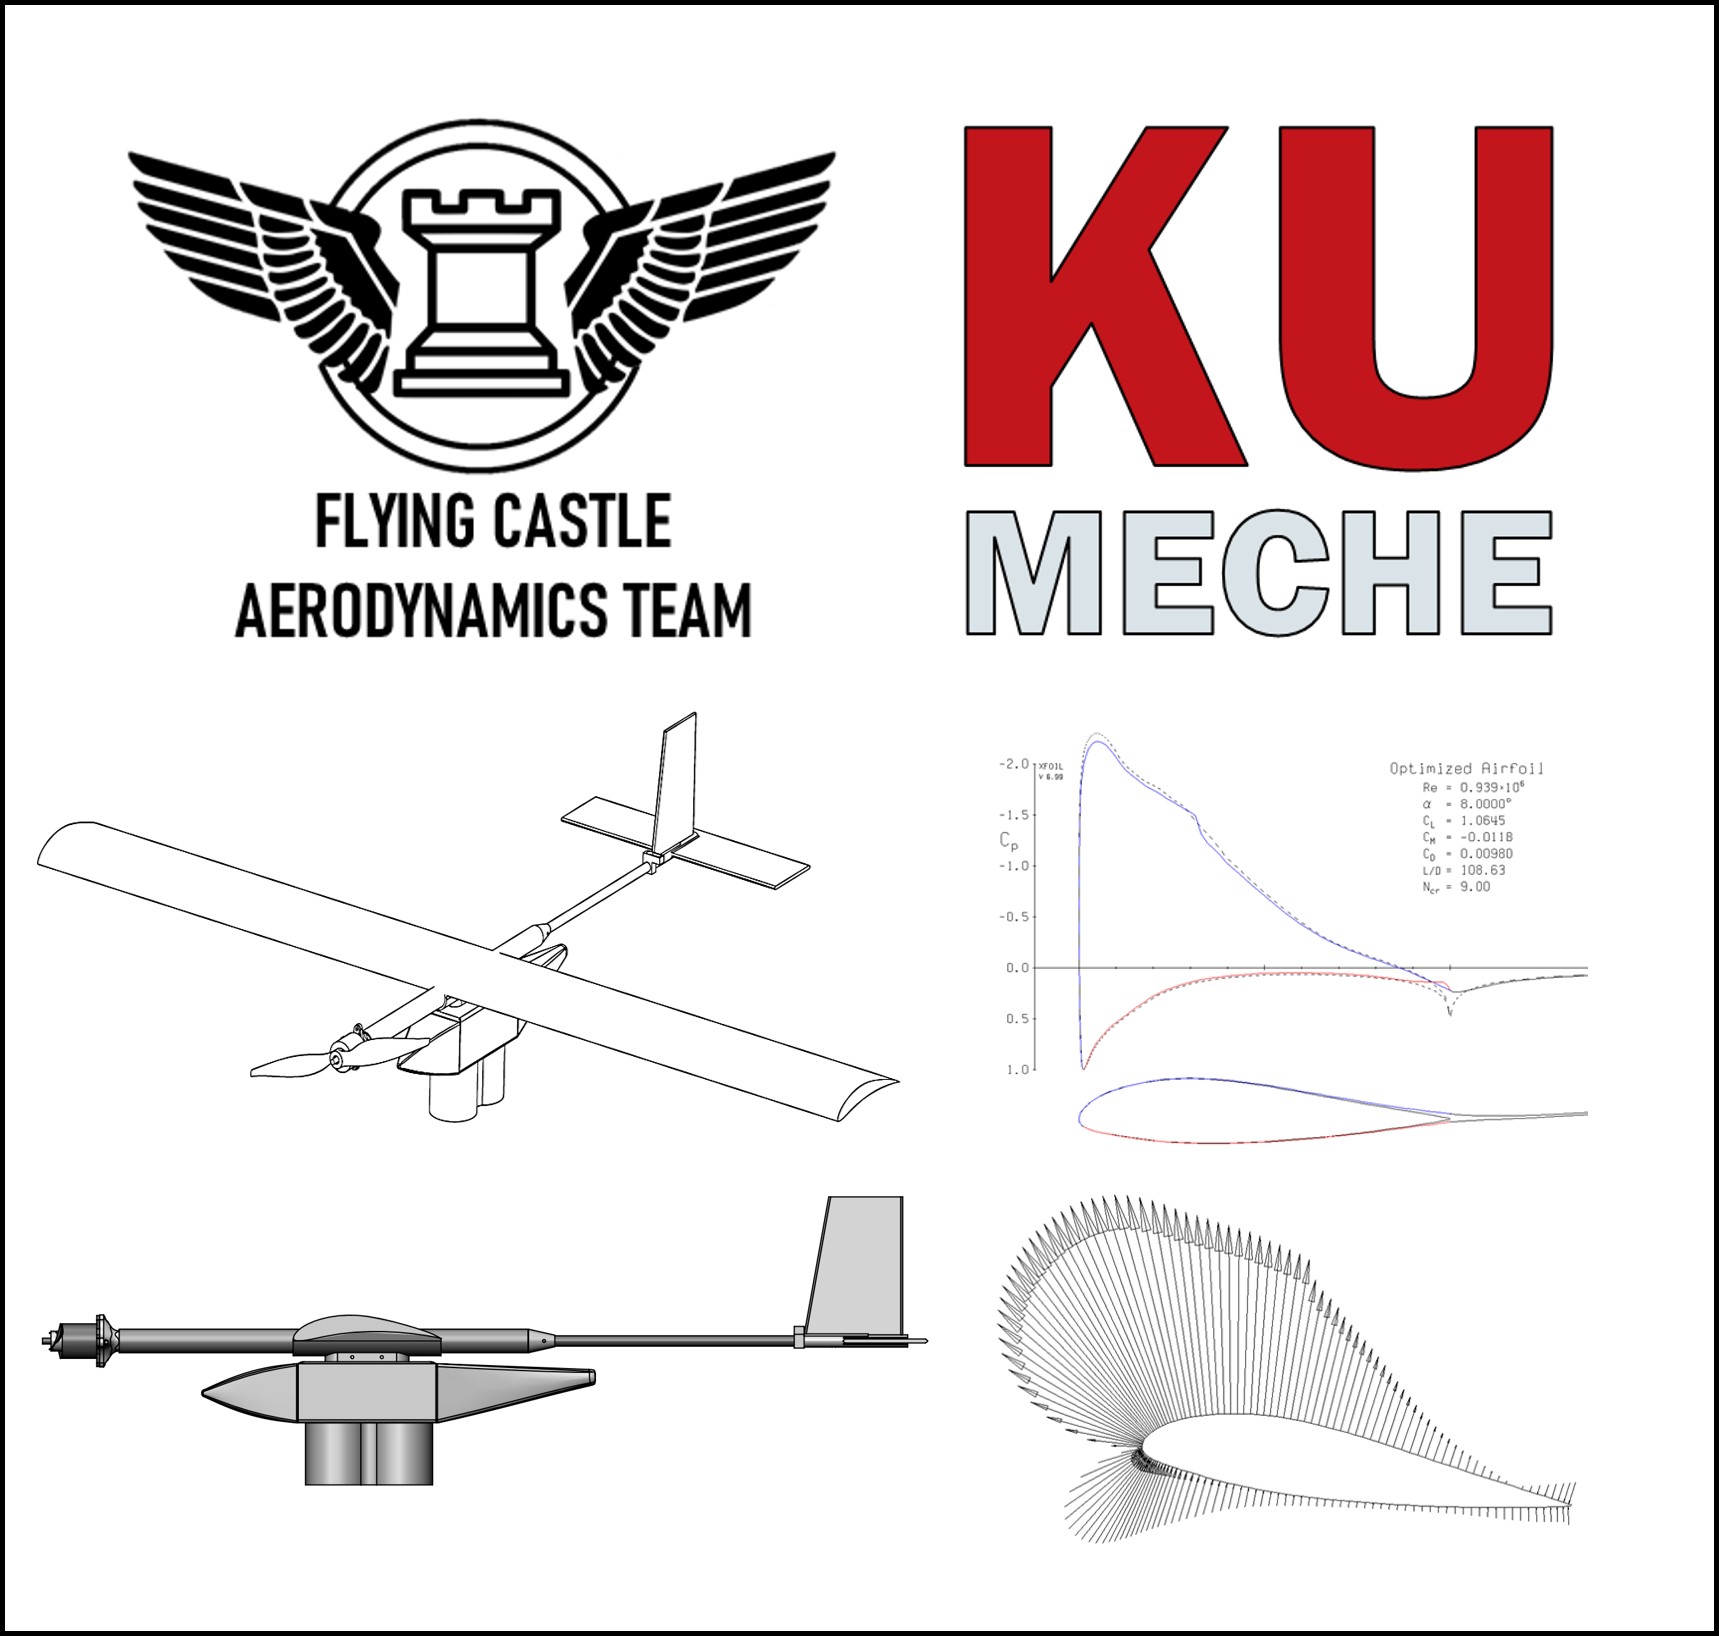 FLYING CASTLE
AERODYNAMICS TEAM
KU
MECHE
XFOIL
V 6.99
Optimized Airfoil
Re = 0.939×10⁶
α = 8.0000°
C_L = 1.0645
C_M = -0.0118
C_D = 0.00980
L/D = 108.63
N_cr = 9.00
-2.0
-1.5
C_p
-1.0
-0.5
0.0
0.5
1.0